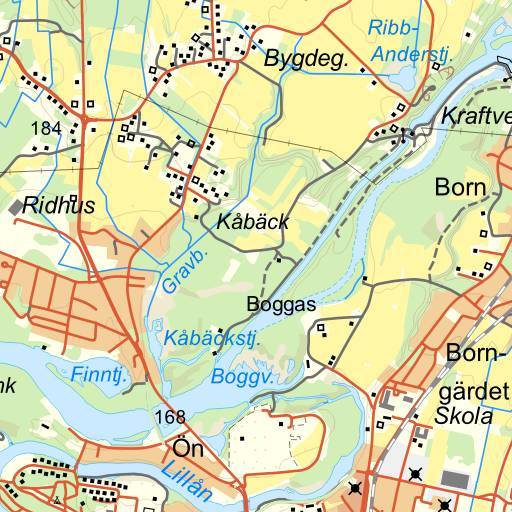 Ribb-
Anderstj.
Bygdeg.
184
Kraftve
Born
Ridhus
Kåbäck
Gravb.
Boggas
Kåbäckstj.
Finntj.
Boggv.
Born-
gärdet
Skola
nk
168
Ön
Lillån